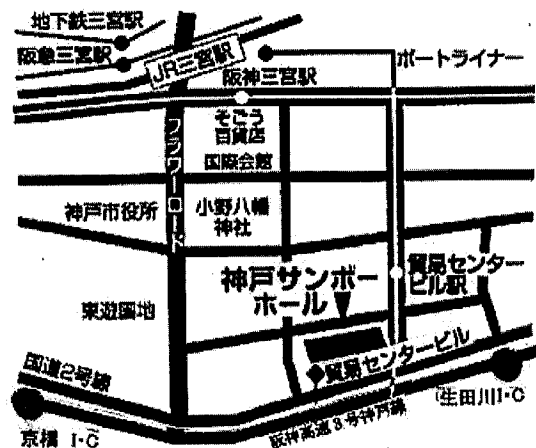 地下鉄三宮駅
阪急三宮駅
JR三宮駅
ポートライナー
阪神三宮駅
そごう
百貨店
国際会館
フラワーロード
神戸市役所
小野八幡
神社
神戸サンボー
ホール
貿易センター
ビル駅
東遊園地
貿易センタービル
国道2号線
京橋 I・C
阪神高速3号神戸線
生田川I・C